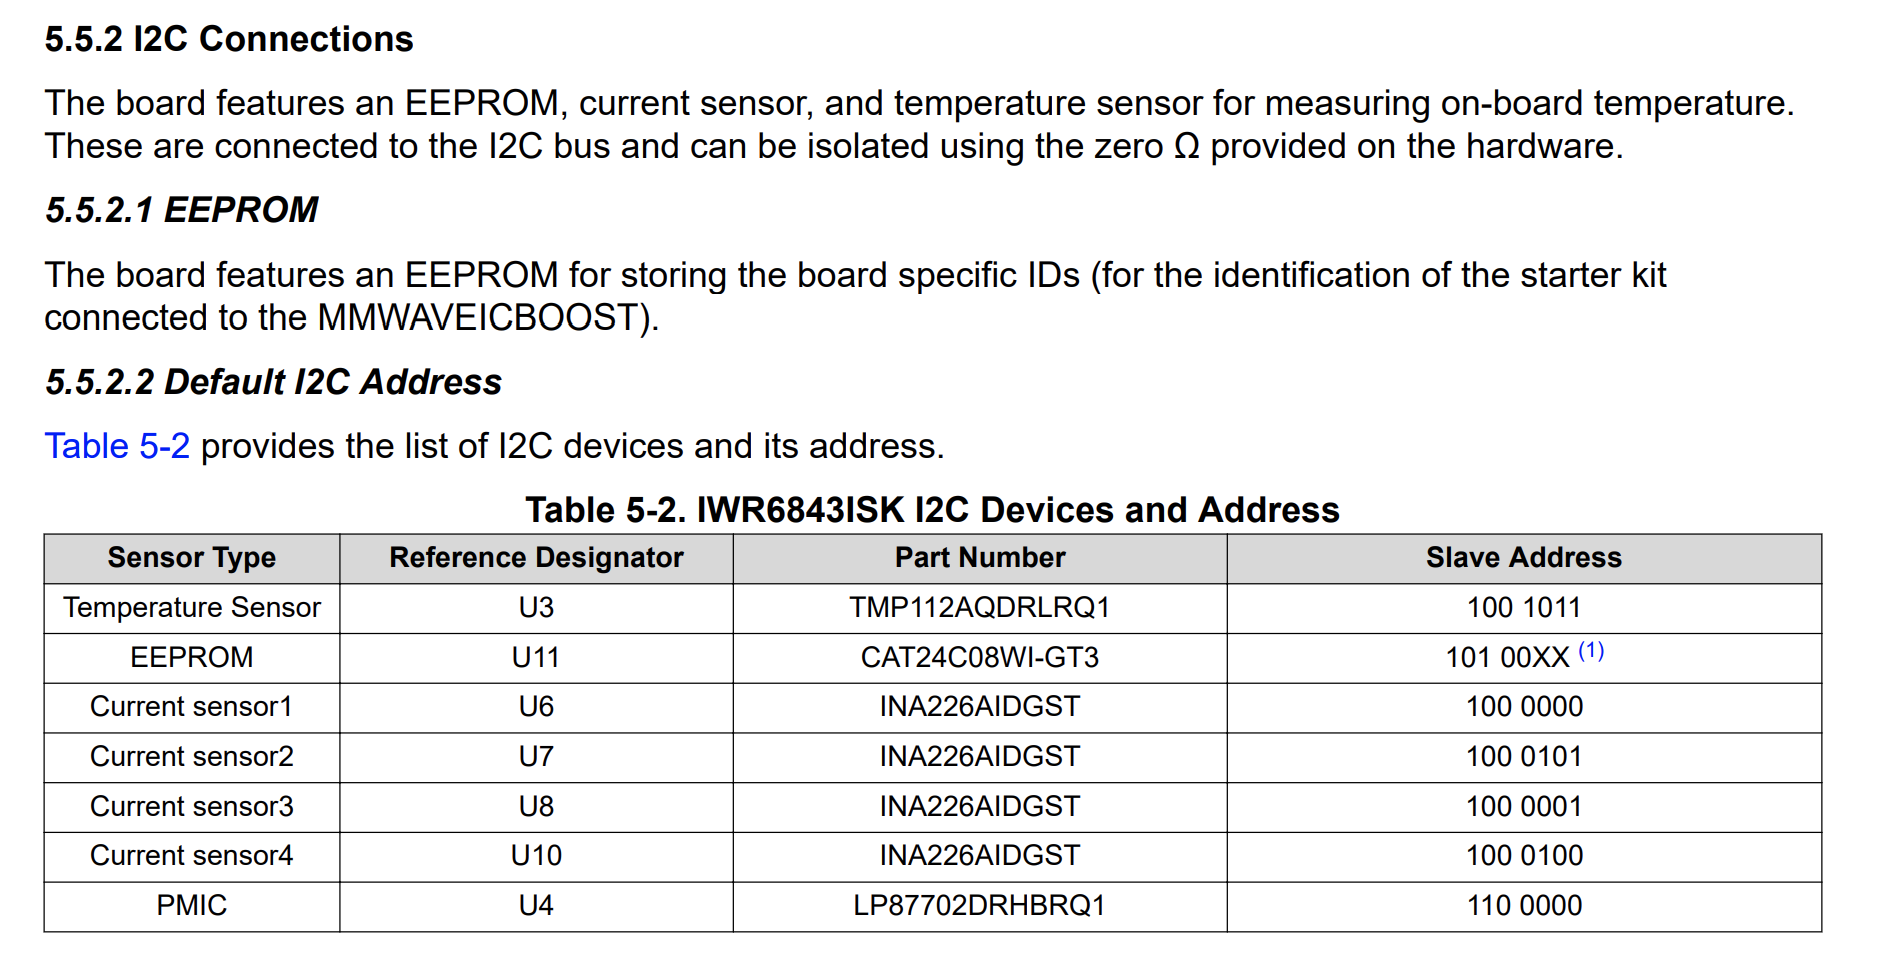 5.5.2 I2C Connections
The board features an EEPROM, current sensor, and temperature sensor for measuring on-board temperature.
These are connected to the I2C bus and can be isolated using the zero Ω provided on the hardware.
5.5.2.1 EEPROM
The board features an EEPROM for storing the board specific IDs (for the identification of the starter kit
connected to the MMWAVEICBOOST).
5.5.2.2 Default I2C Address
Table 5-2 provides the list of I2C devices and its address.
Table 5-2. IWR6843ISK I2C Devices and Address
Sensor Type Reference Designator Part Number Slave Address
Temperature Sensor U3 TMP112AQDRLRQ1 100 1011
EEPROM U11 CAT24C08WI-GT3 101 00XX (1)
Current sensor1 U6 INA226AIDGST 100 0000
Current sensor2 U7 INA226AIDGST 100 0101
Current sensor3 U8 INA226AIDGST 100 0001
Current sensor4 U10 INA226AIDGST 100 0100
PMIC U4 LP87702DRHBRQ1 110 0000